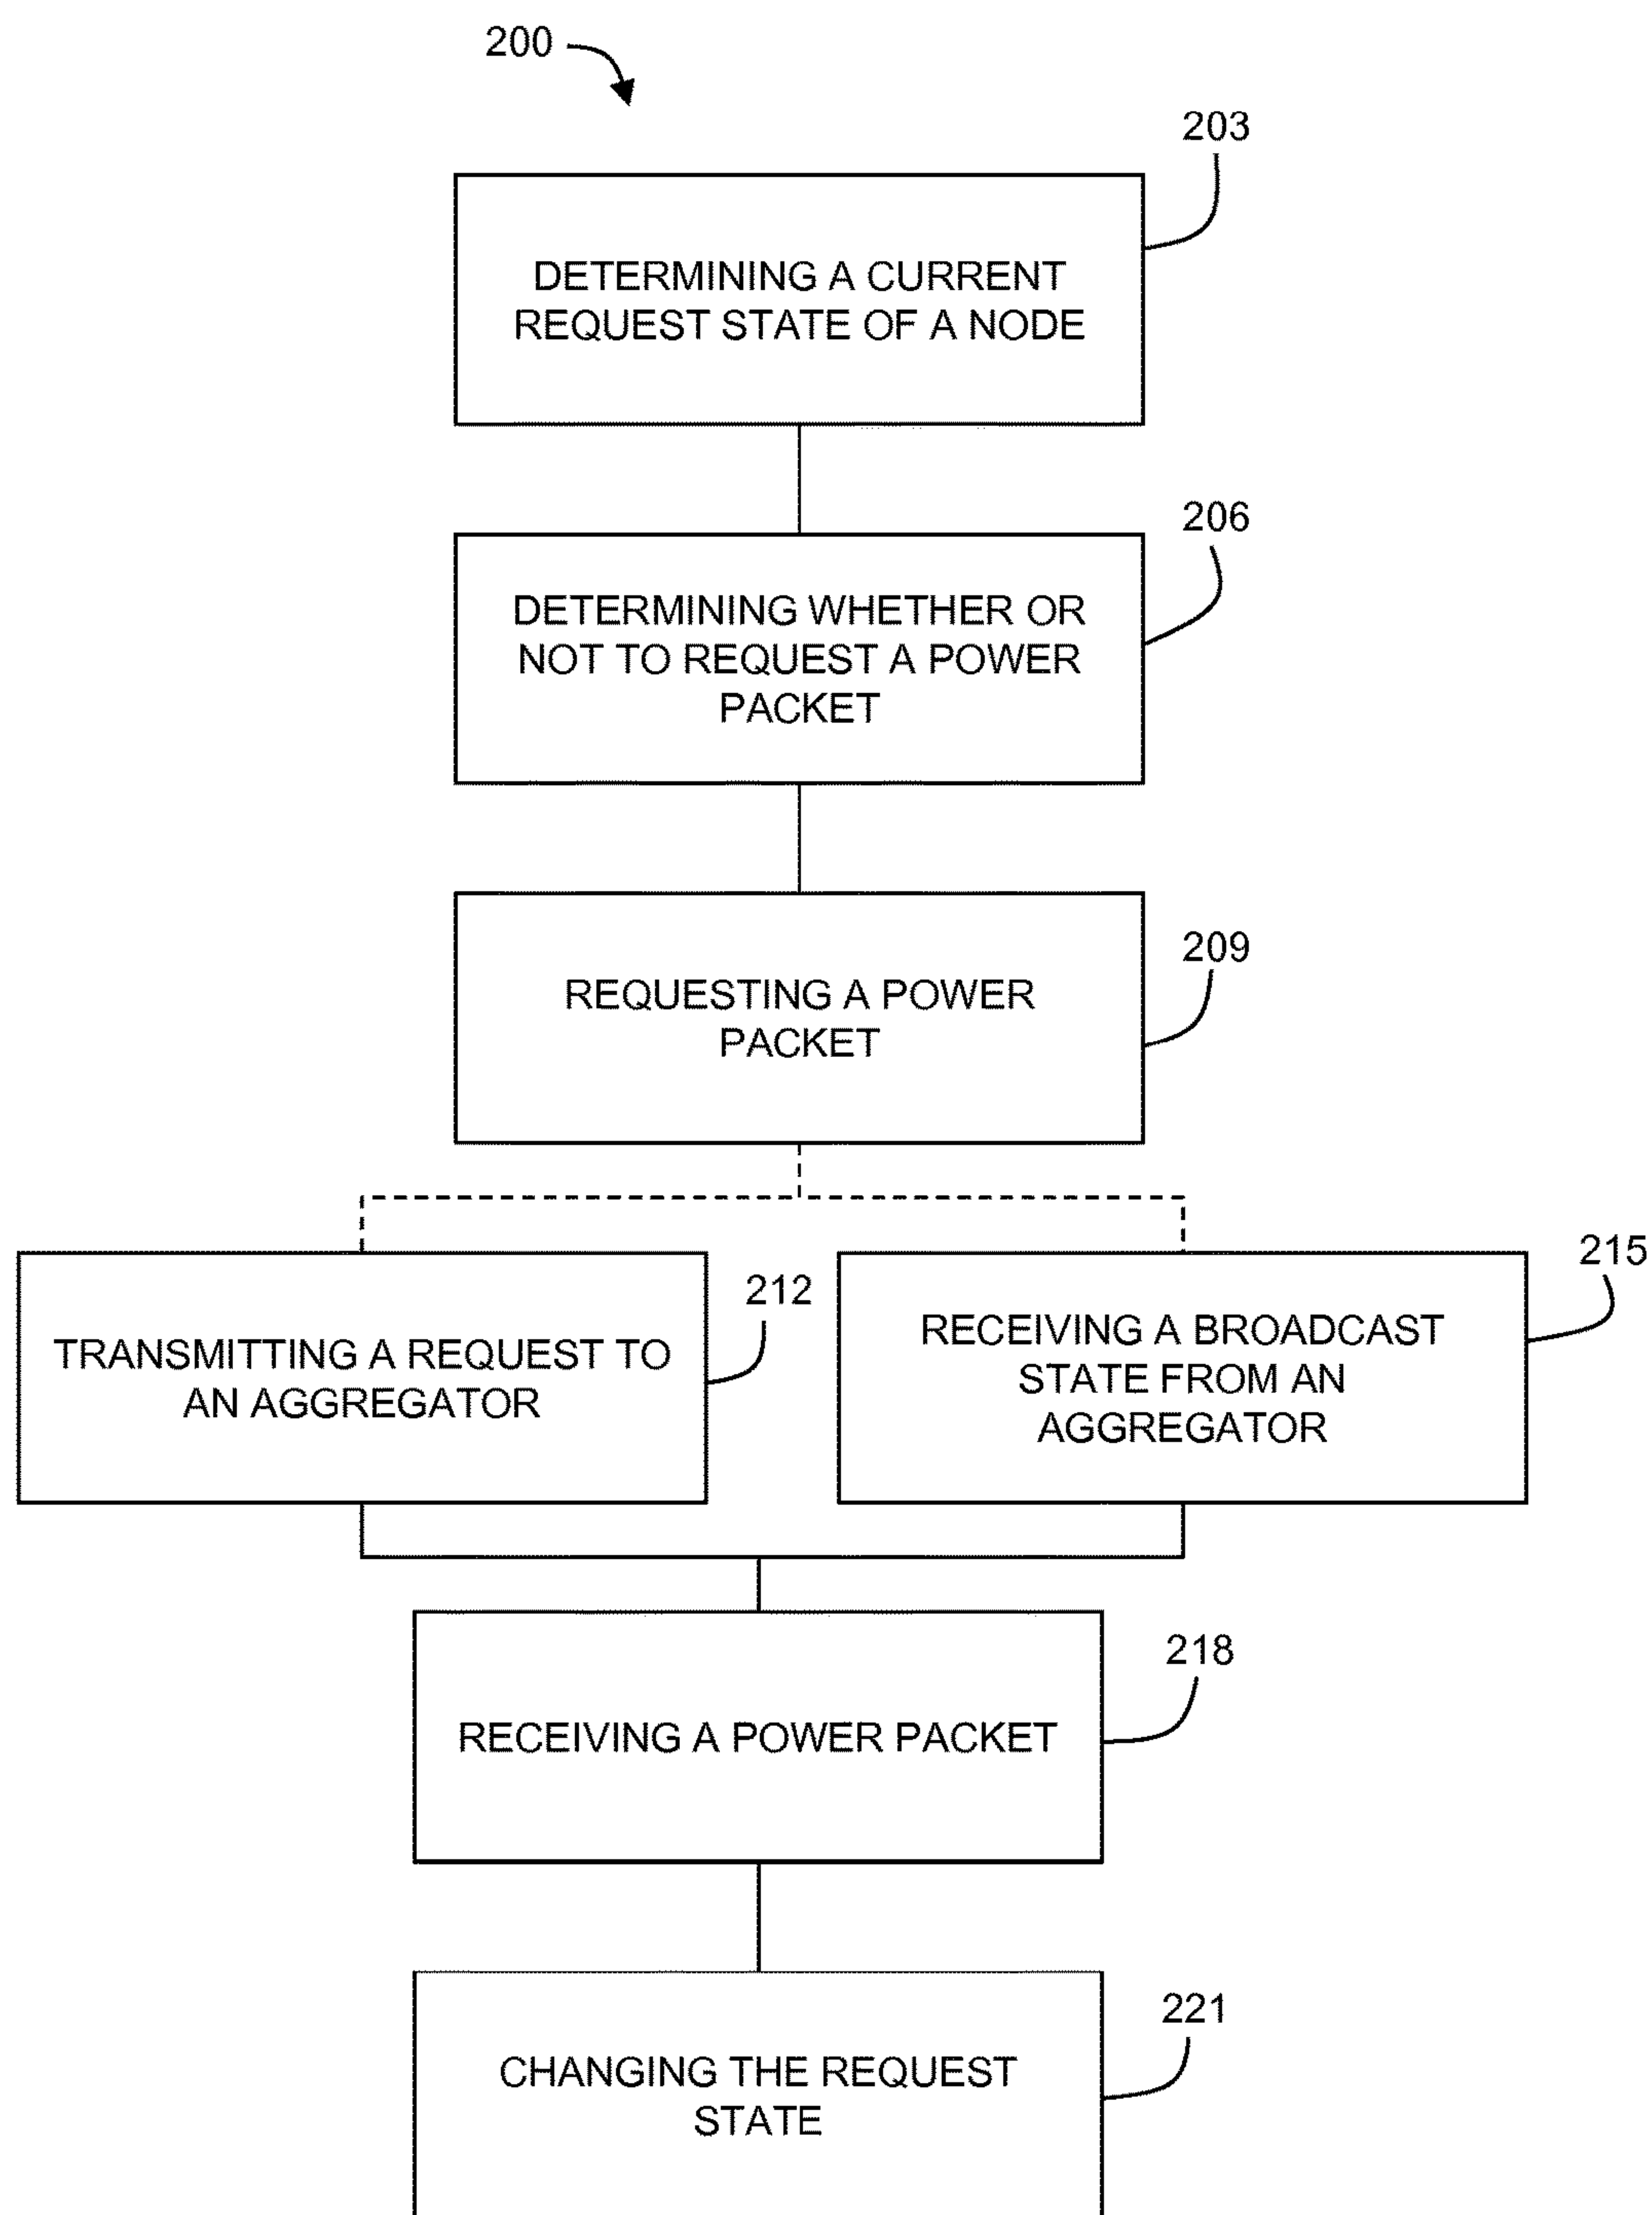 200
203
DETERMINING A CURRENT
REQUEST STATE OF A NODE
206
DETERMINING WHETHER OR
NOT TO REQUEST A POWER
PACKET
209
REQUESTING A POWER
PACKET
212
TRANSMITTING A REQUEST TO
AN AGGREGATOR
215
RECEIVING A BROADCAST
STATE FROM AN
AGGREGATOR
218
RECEIVING A POWER PACKET
221
CHANGING THE REQUEST
STATE